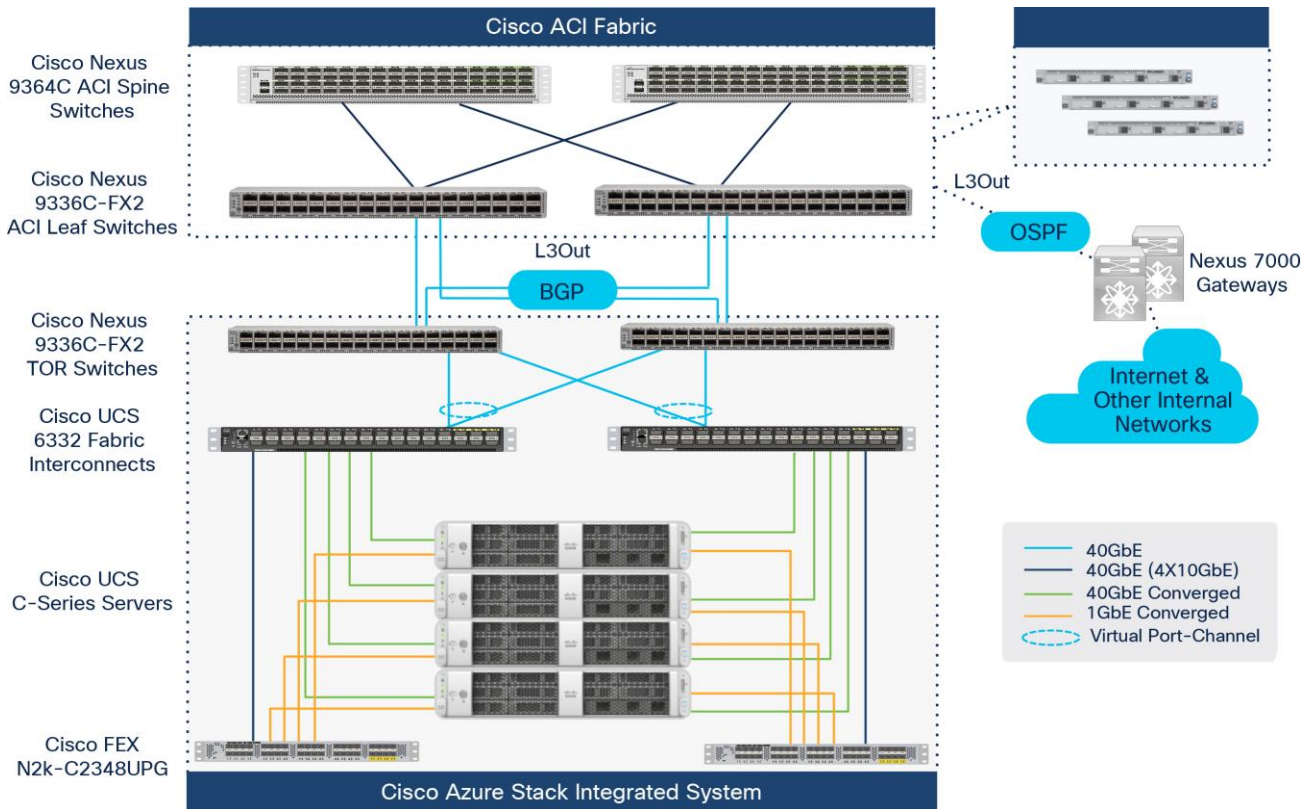 Cisco ACI Fabric
Cisco Nexus
9364C ACI Spine
Switches
Cisco Nexus
9336C-FX2
ACI Leaf Switches
L3Out
OSPF
Nexus 7000
Gateways
L3Out
BGP
Cisco Nexus
9336C-FX2
TOR Switches
Internet &
Other Internal
Networks
Cisco UCS
6332 Fabric
Interconnects
Cisco UCS
C-Series Servers
40GbE
40GbE (4X10GbE)
40GbE Converged
1GbE Converged
Virtual Port-Channel
Cisco FEX
N2k-C2348UPG
Cisco Azure Stack Integrated System